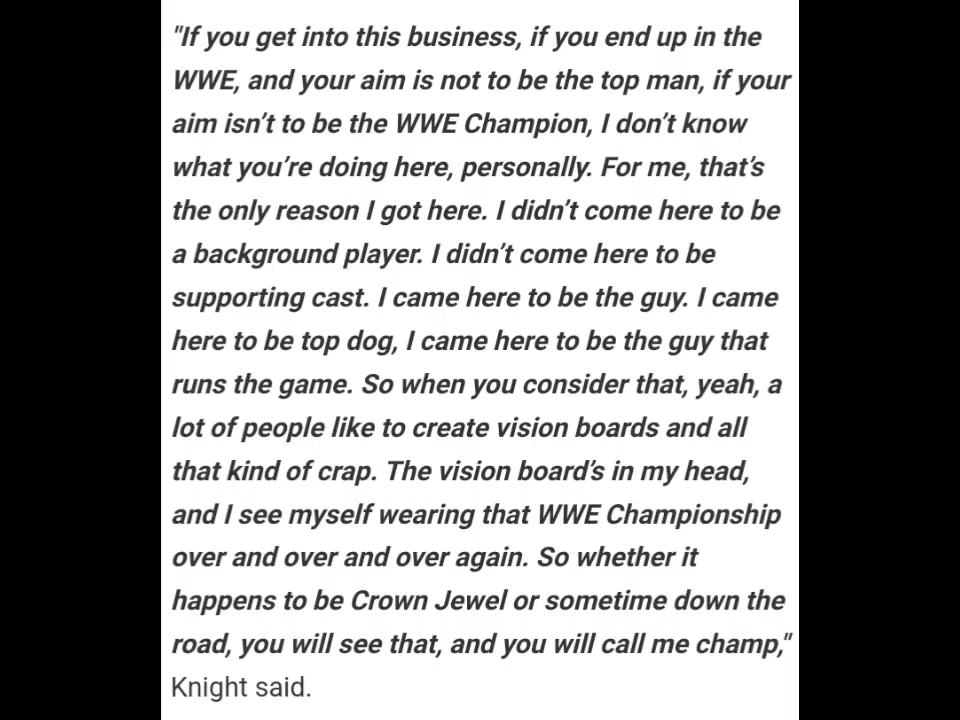 "If you get into this business, if you end up in the
WWE, and your aim is not to be the top man, if your
aim isn’t to be the WWE Champion, I don’t know
what you’re doing here, personally. For me, that’s
the only reason I got here. I didn’t come here to be
a background player. I didn’t come here to be
supporting cast. I came here to be the guy. I came
here to be top dog, I came here to be the guy that
runs the game. So when you consider that, yeah, a
lot of people like to create vision boards and all
that kind of crap. The vision board’s in my head,
and I see myself wearing that WWE Championship
over and over and over again. So whether it
happens to be Crown Jewel or sometime down the
road, you will see that, and you will call me champ,"
Knight said.